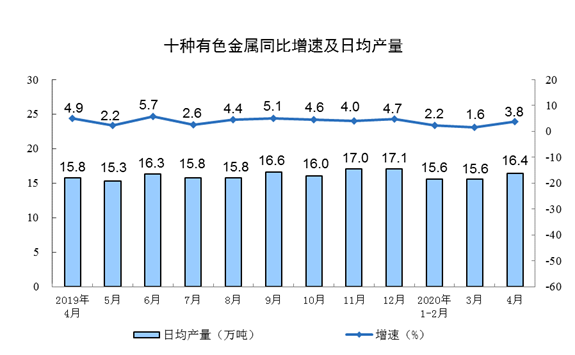 十种有色金属同比增速及日均产量
30 20
25 10
20 0
15 -10
10 -20
5 -30
0 -40
-50
-60
4.9 2.2 5.7 2.6 4.4 5.1 4.6 4.0 4.7 2.2 1.6 3.8
15.8 15.3 16.3 15.8 15.8 16.6 16.0 17.0 17.1 15.6 15.6 16.4
2019年 5月 6月 7月 8月 9月 10月 11月 12月 2020年 3月 4月
4月 1-2月
日均产量（万吨） 增速（%）